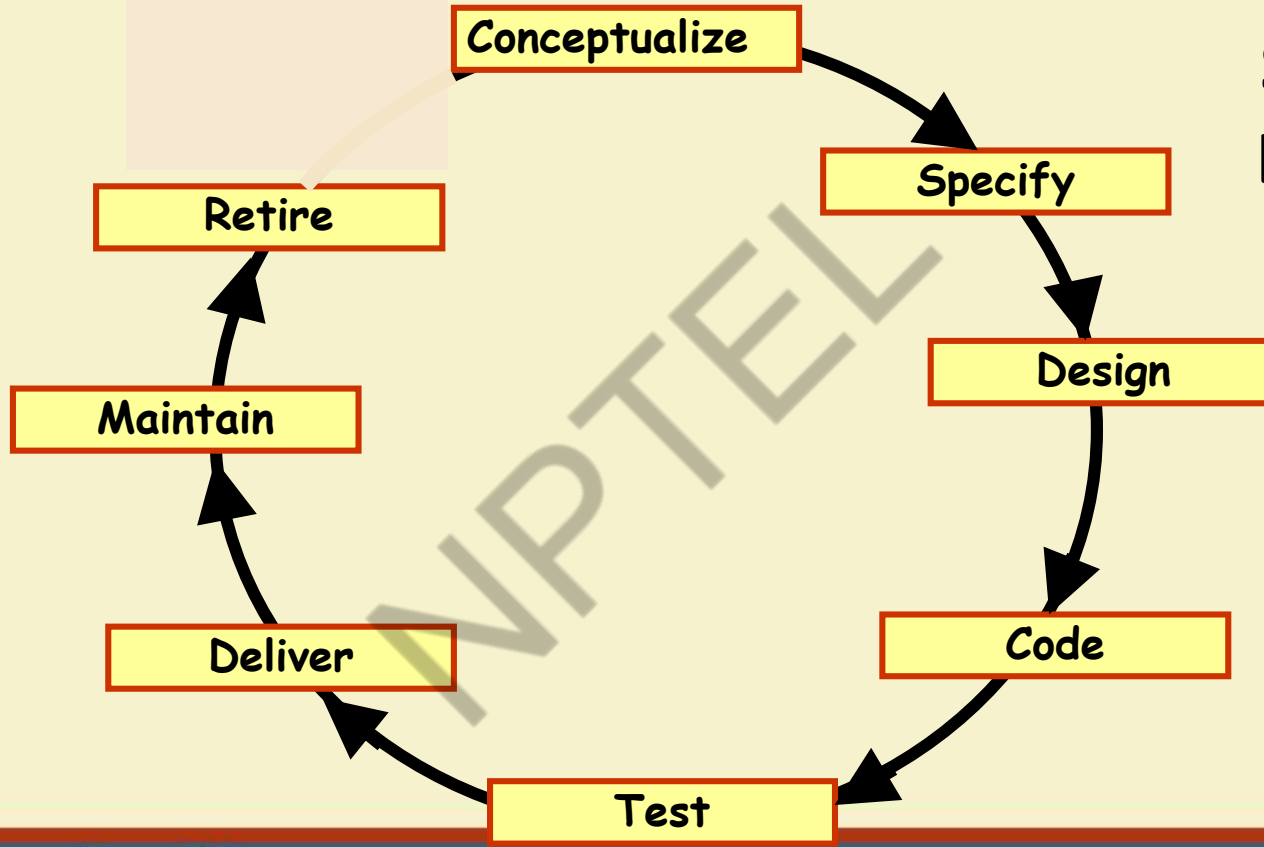 Conceptualize
Specify
Retire
Design
Maintain
Code
Deliver
Test
NPTEL